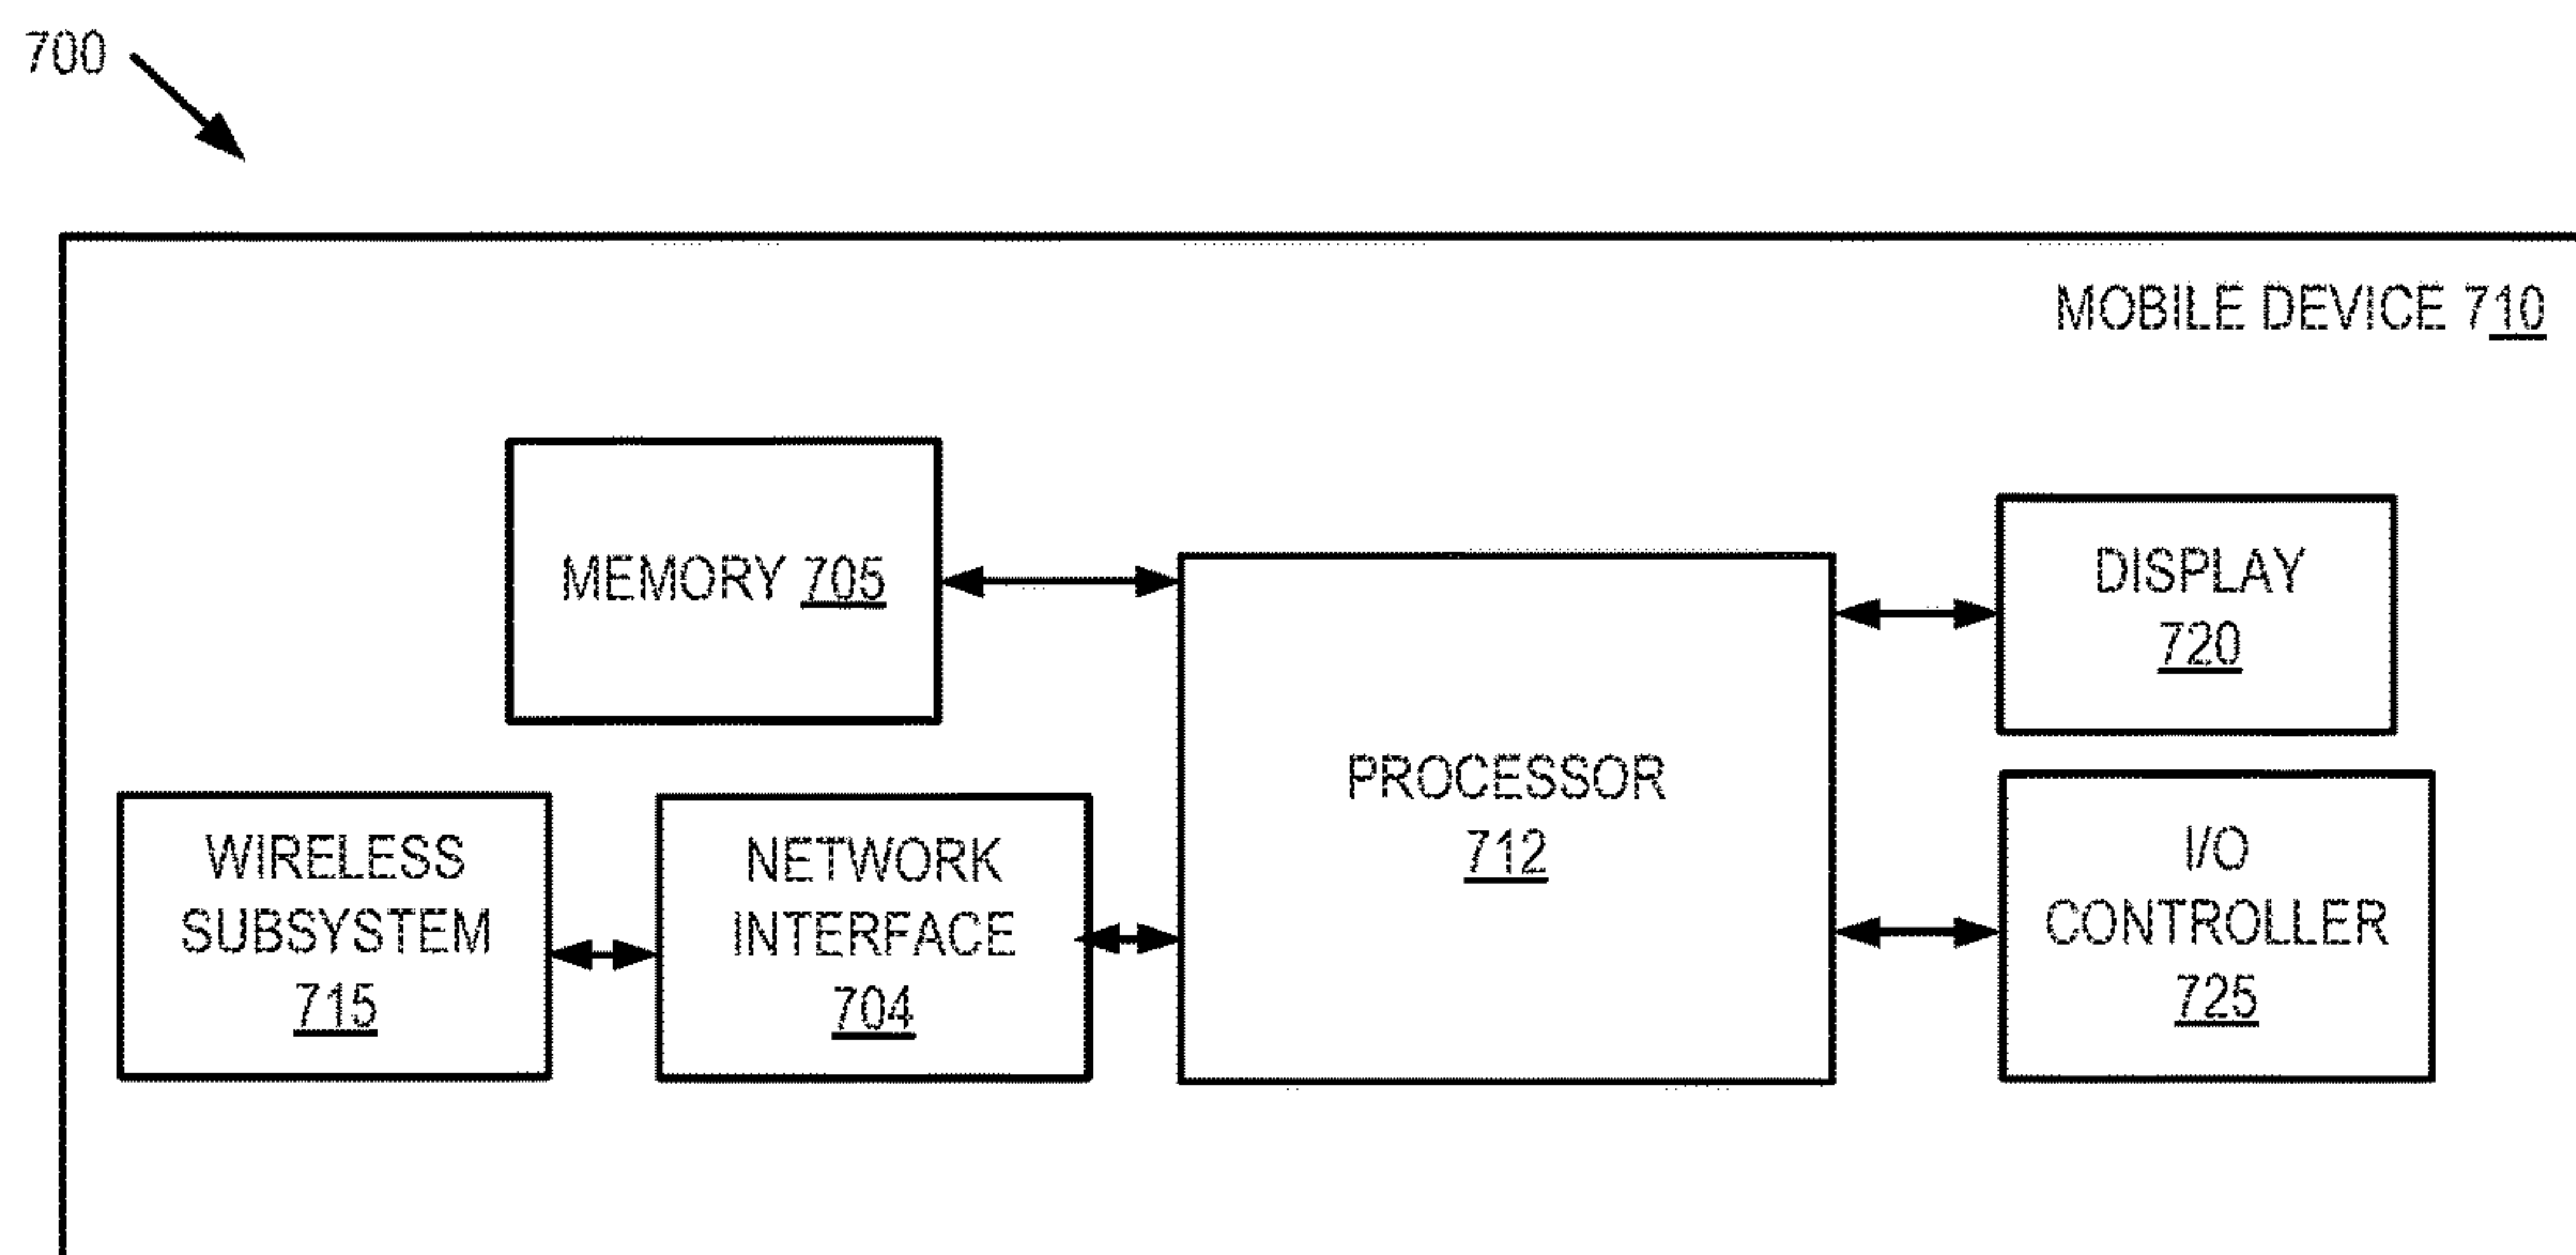 700
MOBILE DEVICE 710
MEMORY 705
DISPLAY
720
PROCESSOR
712
WIRELESS
SUBSYSTEM
715
NETWORK
INTERFACE
704
I/O
CONTROLLER
725